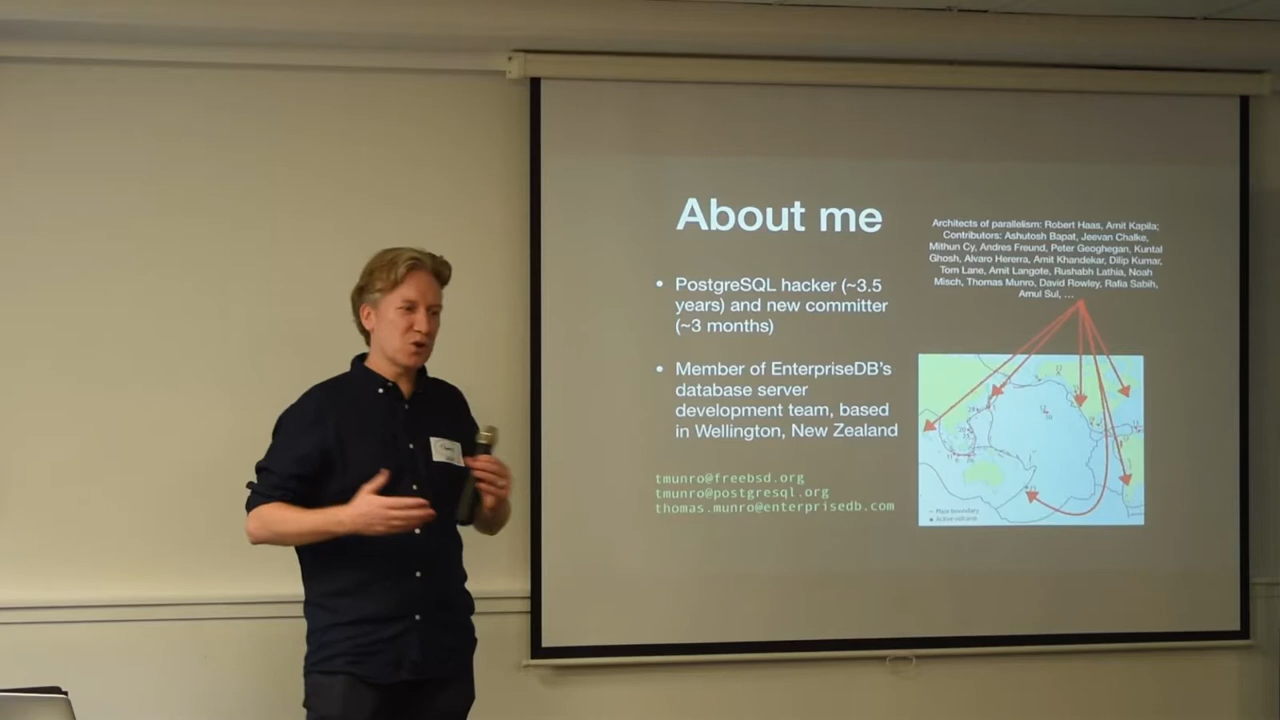 About me
• PostgreSQL hacker (~3.5
years) and new committer
(~3 months)
• Member of EnterpriseDB's
database server
development team, based
in Wellington, New Zealand
tmunro@freebsd.org
tmunro@postgresql.org
thomas.munro@enterprisedb.com
Architects of parallelism: Robert Haas, Amit Kapila;
Contributors: Ashutosh Bapat, Jeevan Chalke,
Mithun Cy, Andres Freund, Peter Geoghegan, Kuntal
Ghosh, Alvaro Hererra, Amit Khandekar, Dilip Kumar,
Tom Lane, Amit Langote, Rushabh Lathia, Noah
Misch, Thomas Munro, David Rowley, Rafia Sabih,
Amul Sul, ...
Plate boundary
Active volcano